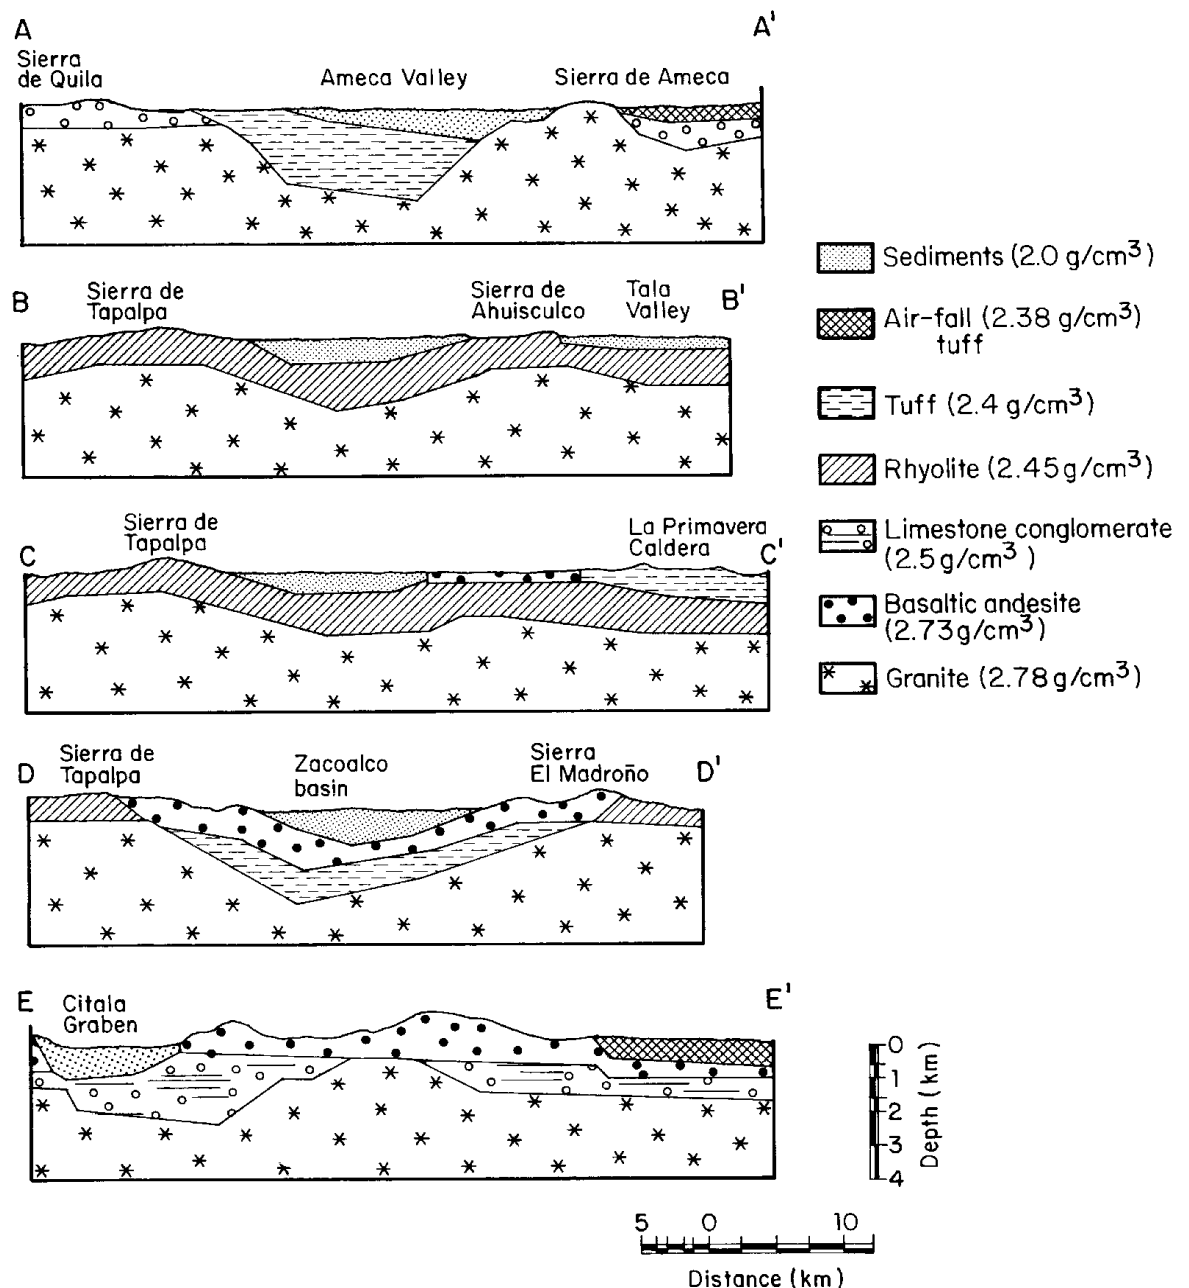 A
A'
Sierra
de Quila
Ameca Valley
Sierra de Ameca
B
Sierra de
Tapalpa
Sierra de
Ahuisculco
Tala
Valley
B'
C
Sierra de
Tapalpa
La Primavera
Caldera
C'
D
Sierra de
Tapalpa
Zacoalco
basin
Sierra
El Madroño
D'
E
Citala
Graben
E'
Sediments (2.0 g/cm³)
Air-fall (2.38 g/cm³)
tuff
Tuff (2.4 g/cm³)
Rhyolite (2.45 g/cm³)
Limestone conglomerate
(2.5 g/cm³)
Basaltic andesite
(2.73 g/cm³)
Granite (2.78 g/cm³)
0
1
2
3
4
Depth (km)
5 0 10
Distance (km)